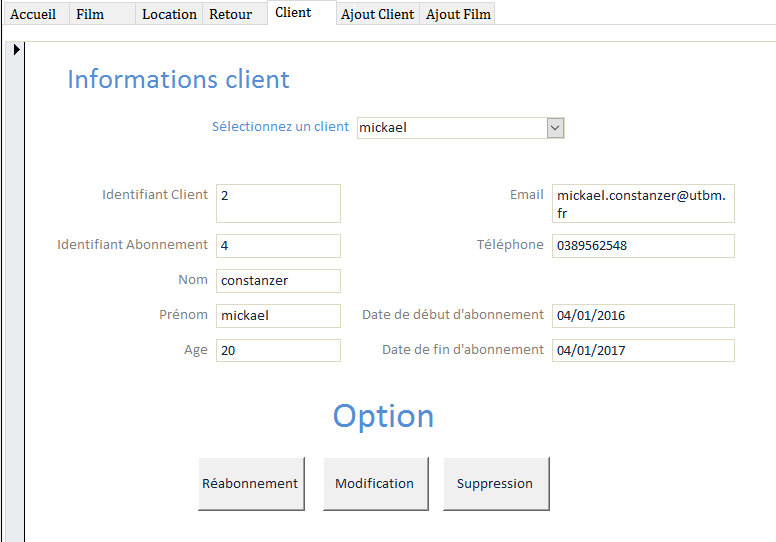 Accueil Film Location Retour Client Ajout Client Ajout Film
Informations client
Sélectionnez un client mickael
Identifiant Client 2 Email mickael.constanzer@utbm.
fr
Identifiant Abonnement 4 Téléphone 0389562548
Nom constanzer
Prénom mickael Date de début d'abonnement 04/01/2016
Age 20 Date de fin d'abonnement 04/01/2017
Option
Réabonnement Modification Suppression